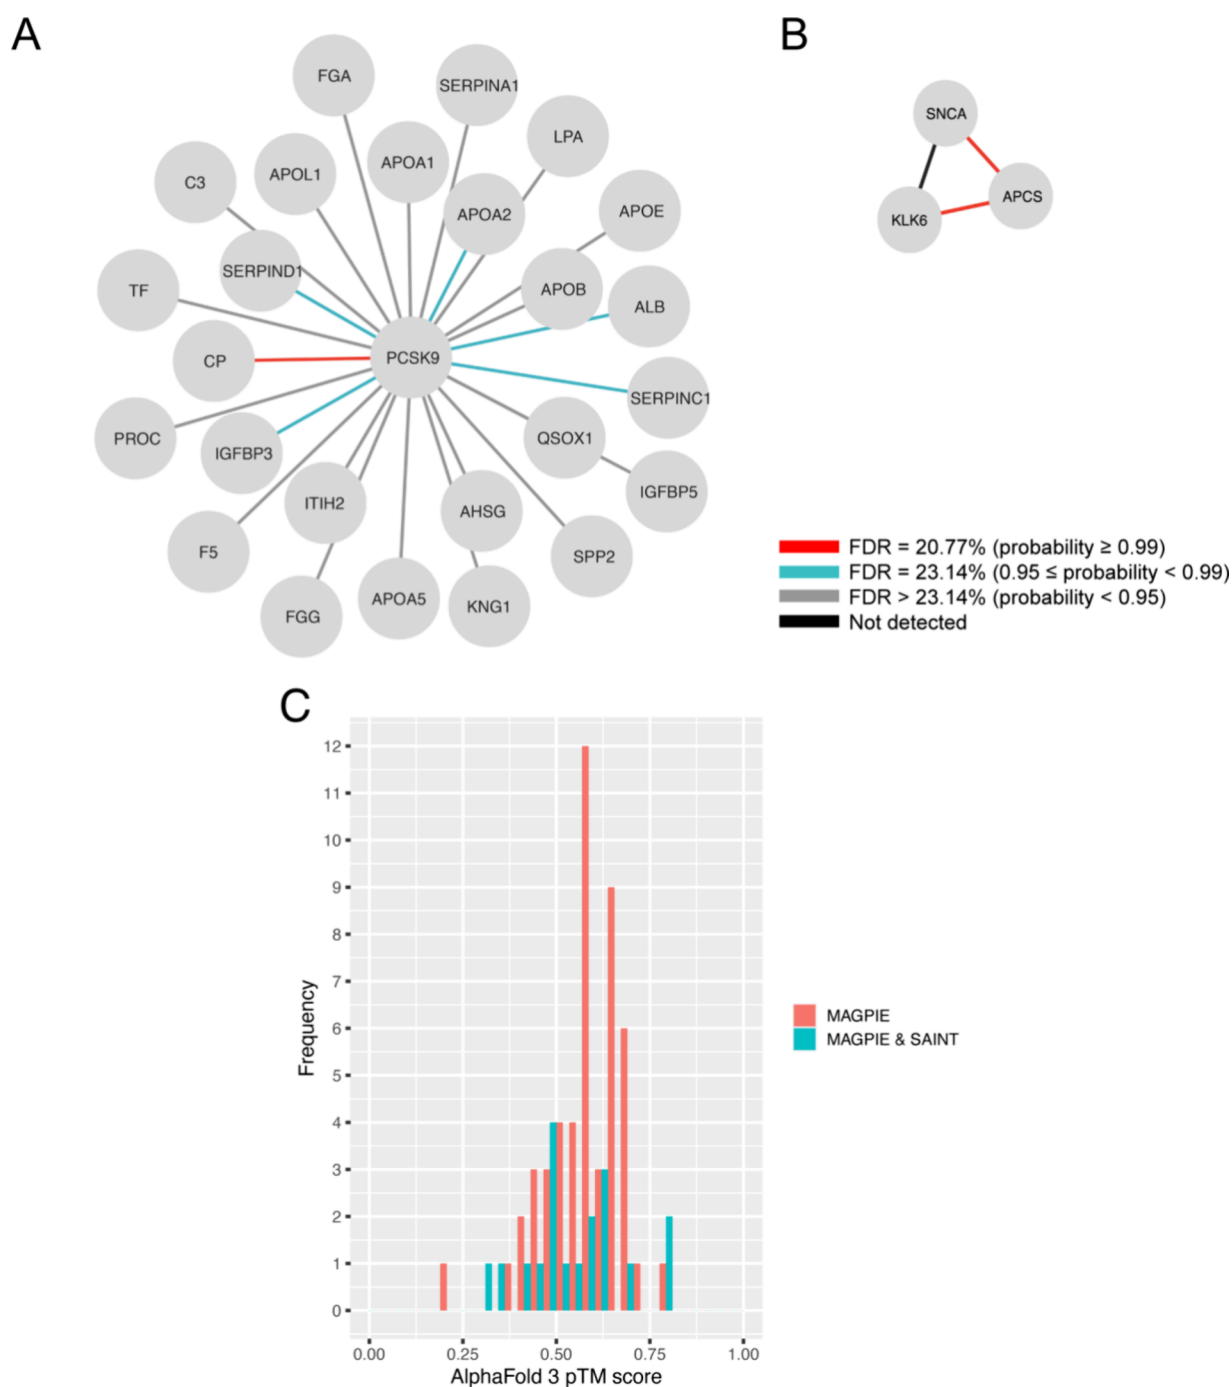 A
B
FGA
SERPINA1
LPA
APOA1
APOL1
C3
APOA2
APOE
SERPIND1
TF
APOB
ALB
CP
PCSK9
SERPINC1
PROC
IGFBP3
QSOX1
IGFBP5
ITIH2
AHSG
F5
SPP2
FGG
APOA5
KNG1
SNCA
APCS
KLK6
FDR = 20.77% (probability ≥ 0.99)
FDR = 23.14% (0.95 ≤ probability < 0.99)
FDR > 23.14% (probability < 0.95)
Not detected
C
12
11
10
9
8
7
6
5
4
3
2
1
0
Frequency
0.00 0.25 0.50 0.75 1.00
AlphaFold 3 pTM score
MAGPIE
MAGPIE & SAINT